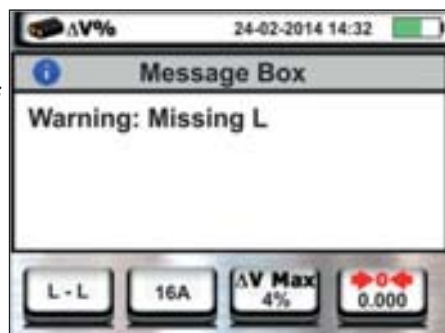 ΔV% 24-02-2014 14:32
Message Box
Warning: Missing L
L - L 16A ΔV Max 4% 0 0.000